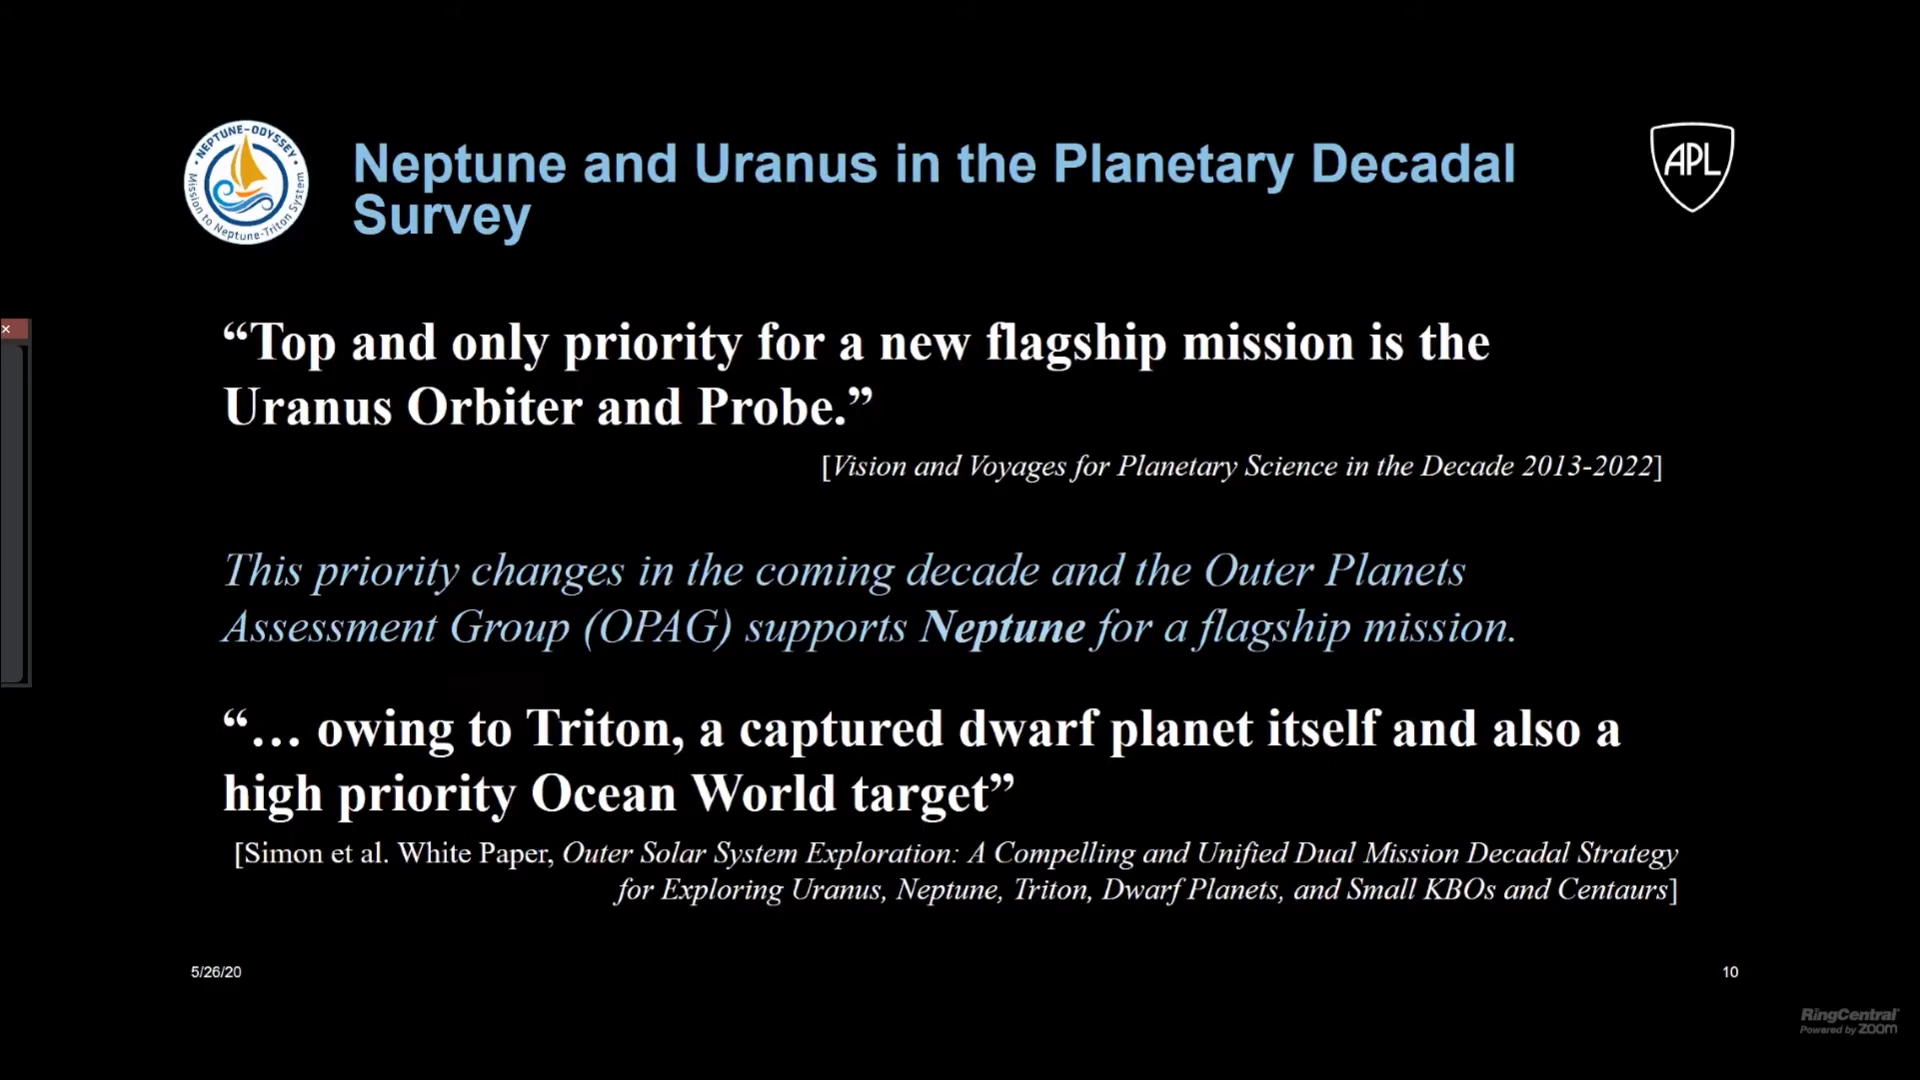 NEPTUNE-ODYSSEY
Mission to Neptune-Triton System
Neptune and Uranus in the Planetary Decadal
Survey
APL
“Top and only priority for a new flagship mission is the
Uranus Orbiter and Probe.”
[Vision and Voyages for Planetary Science in the Decade 2013-2022]
This priority changes in the coming decade and the Outer Planets
Assessment Group (OPAG) supports Neptune for a flagship mission.
“… owing to Triton, a captured dwarf planet itself and also a
high priority Ocean World target”
[Simon et al. White Paper, Outer Solar System Exploration: A Compelling and Unified Dual Mission Decadal Strategy
for Exploring Uranus, Neptune, Triton, Dwarf Planets, and Small KBOs and Centaurs]
5/26/20
10
RingCentral
Powered by zoom